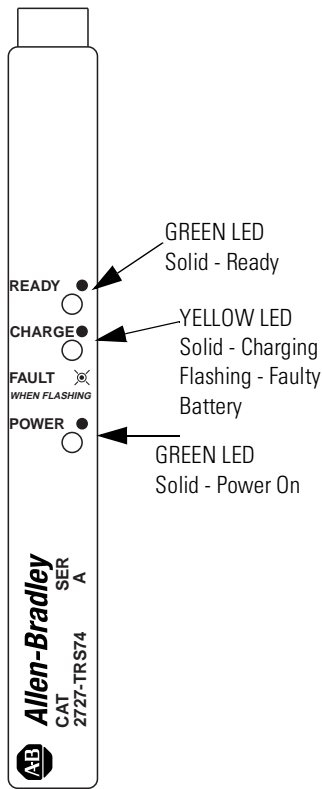 GREEN LED
Solid - Ready
READY
YELLOW LED
CHARGE
Solid - Charging
FAULT
Flashing - Faulty
WHEN FLASHING
Battery
POWER
GREEN LED
Solid - Power On
Allen-Bradley
CAT SER
2727-TRS74 A
AB